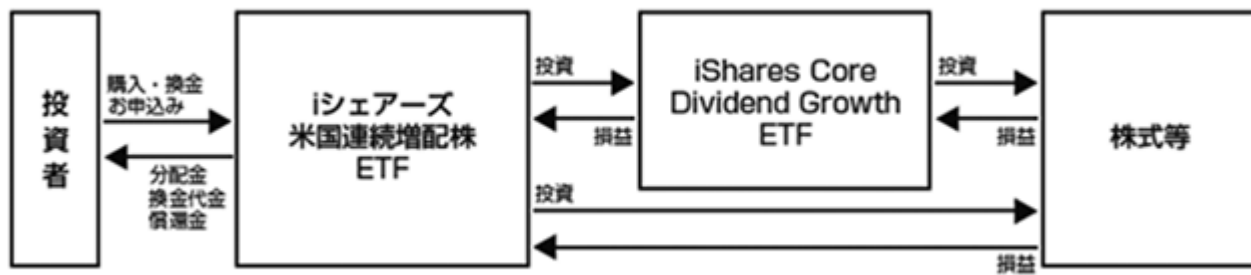 投資者
購入・換金
お申込み
分配金
換金代金
償還金
iシェアーズ
米国連続増配株
ETF
投資
損益
iShares Core
Dividend Growth
ETF
投資
損益
投資
損益
株式等